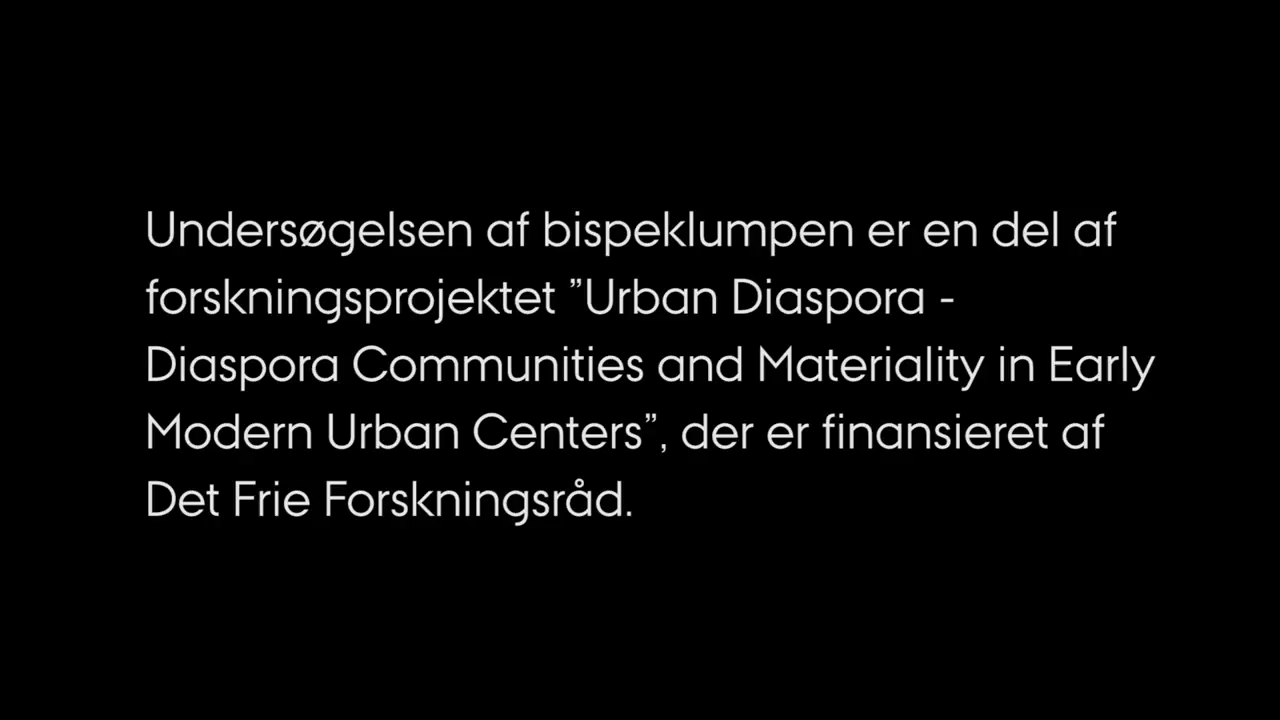 Undersøgelsen af bispeklumpen er en del af
forskningsprojektet ”Urban Diaspora -
Diaspora Communities and Materiality in Early
Modern Urban Centers”, der er finansieret af
Det Frie Forskningsråd.